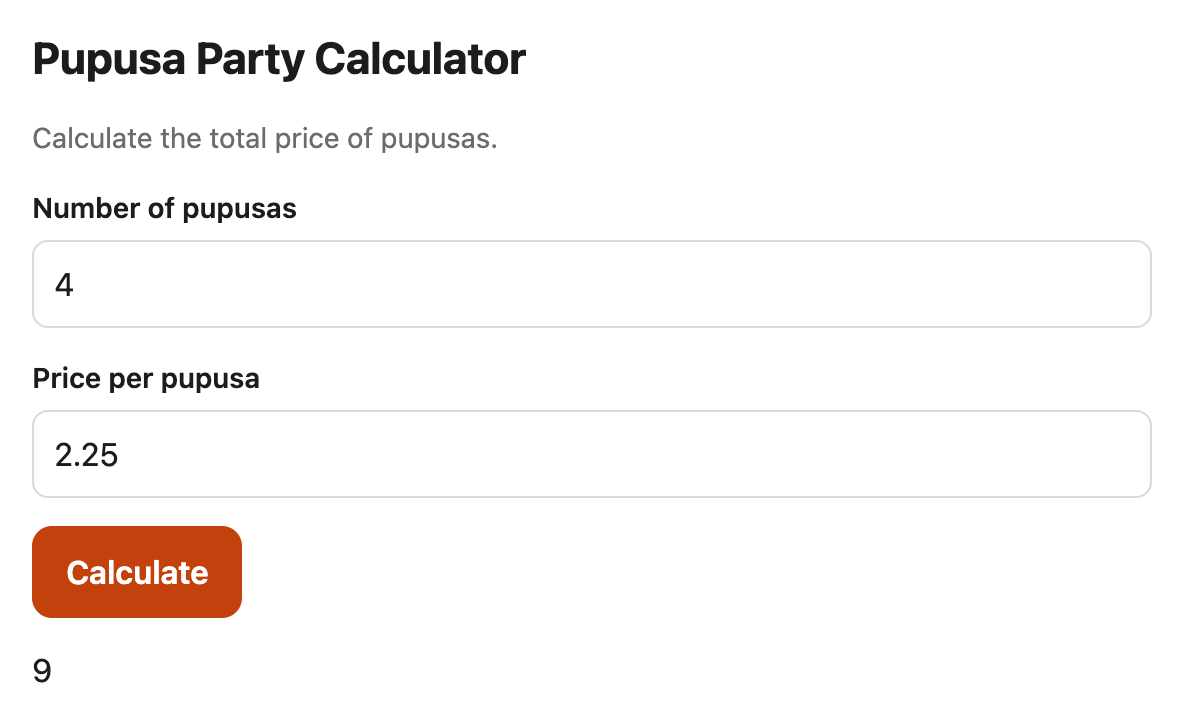 Pupusa Party Calculator
Calculate the total price of pupusas.
Number of pupusas
4
Price per pupusa
2.25
Calculate
9